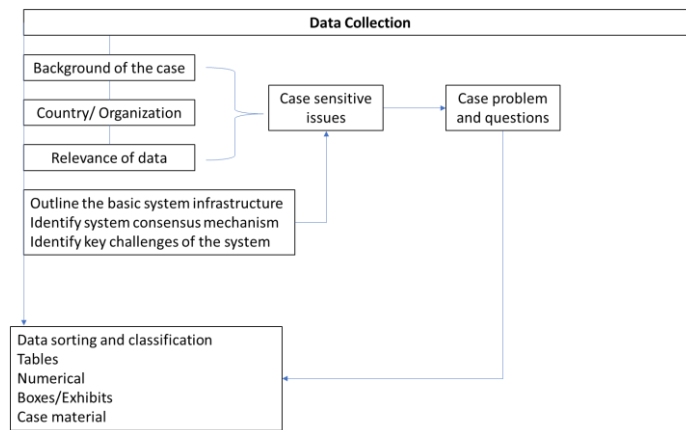 Data Collection
Background of the case
Country/ Organization
Relevance of data
Case sensitive
issues
Case problem
and questions
Outline the basic system infrastructure
Identify system consensus mechanism
Identify key challenges of the system
Data sorting and classification
Tables
Numerical
Boxes/Exhibits
Case material